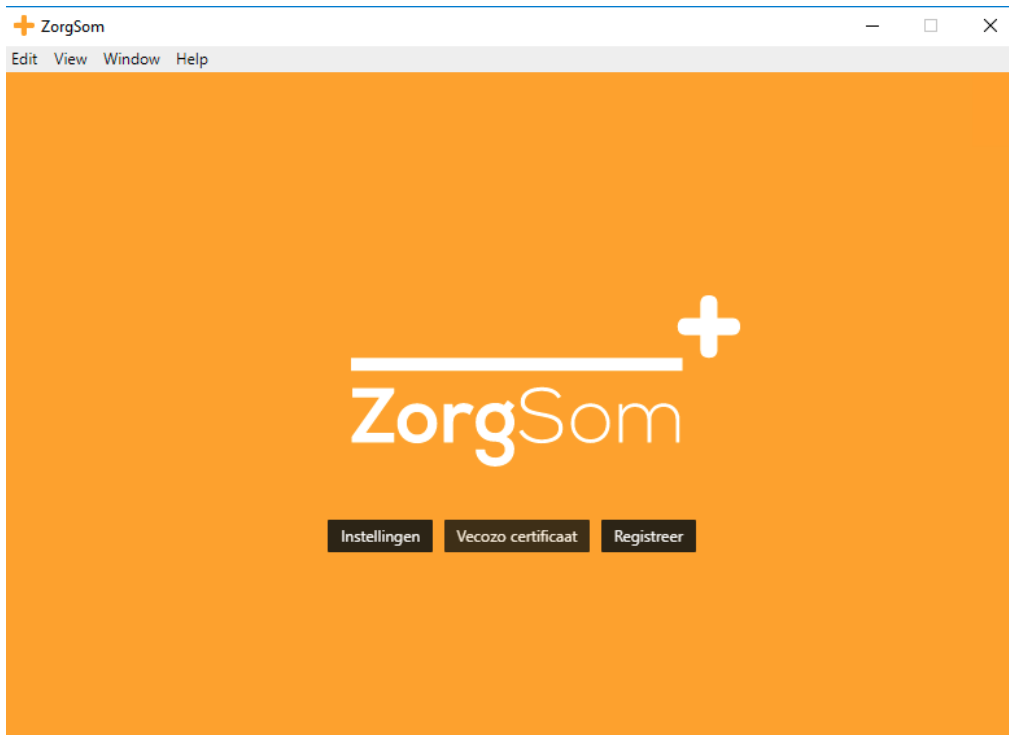 ZorgSom
Edit View Window Help
ZorgSom
Instellingen Vecozo certificaat Registreer